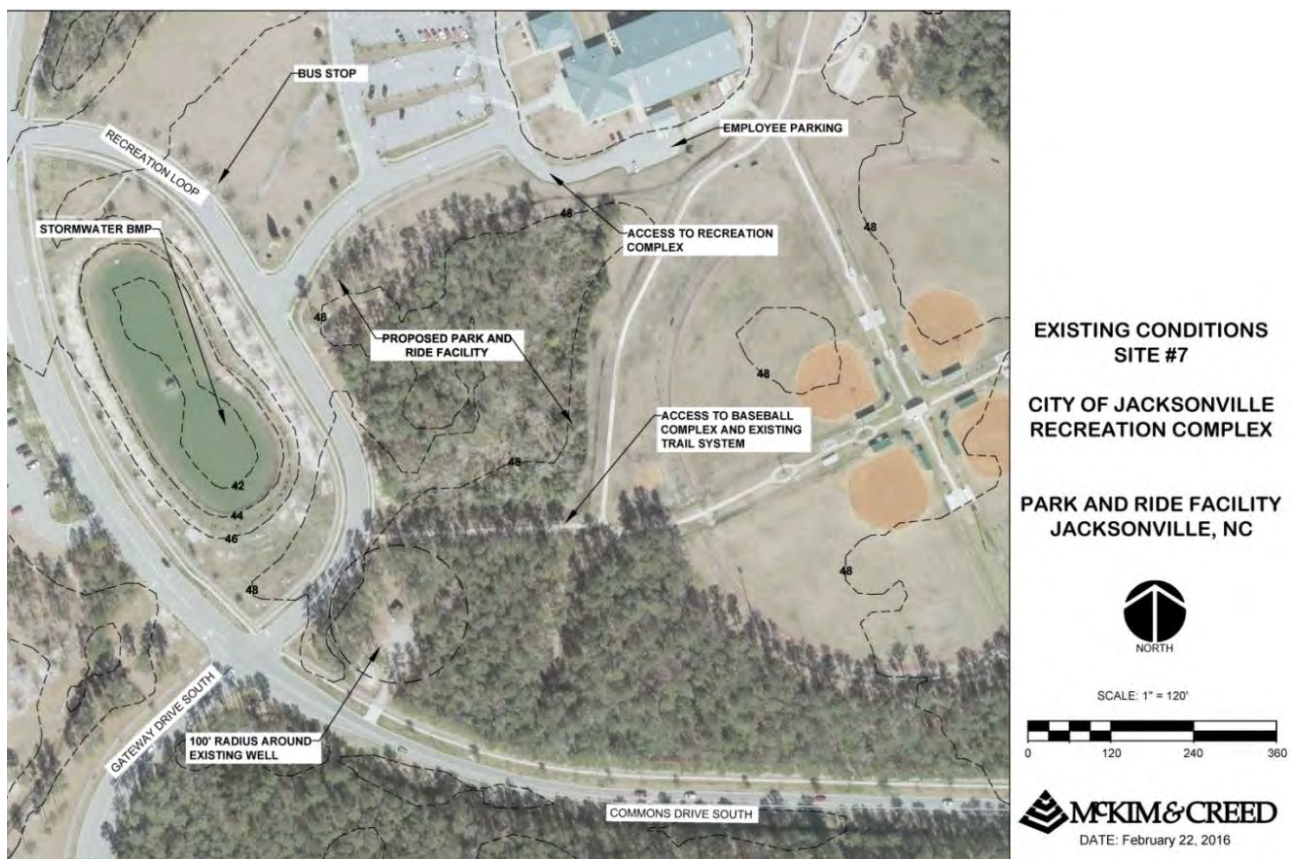 BUS STOP
RECREATION LOOP
EMPLOYEE PARKING
STORMWATER BMP
48
48
ACCESS TO RECREATION
COMPLEX
48
PROPOSED PARK AND
RIDE FACILITY
48
ACCESS TO BASEBALL
COMPLEX AND EXISTING
TRAIL SYSTEM
48
42
44
46
48
48
GATEWAY DRIVE SOUTH
100' RADIUS AROUND
EXISTING WELL
COMMONS DRIVE SOUTH
EXISTING CONDITIONS
SITE #7
CITY OF JACKSONVILLE
RECREATION COMPLEX
PARK AND RIDE FACILITY
JACKSONVILLE, NC
NORTH
SCALE: 1" = 120'
0 120 240 360
McKIM & CREED
DATE: February 22, 2016